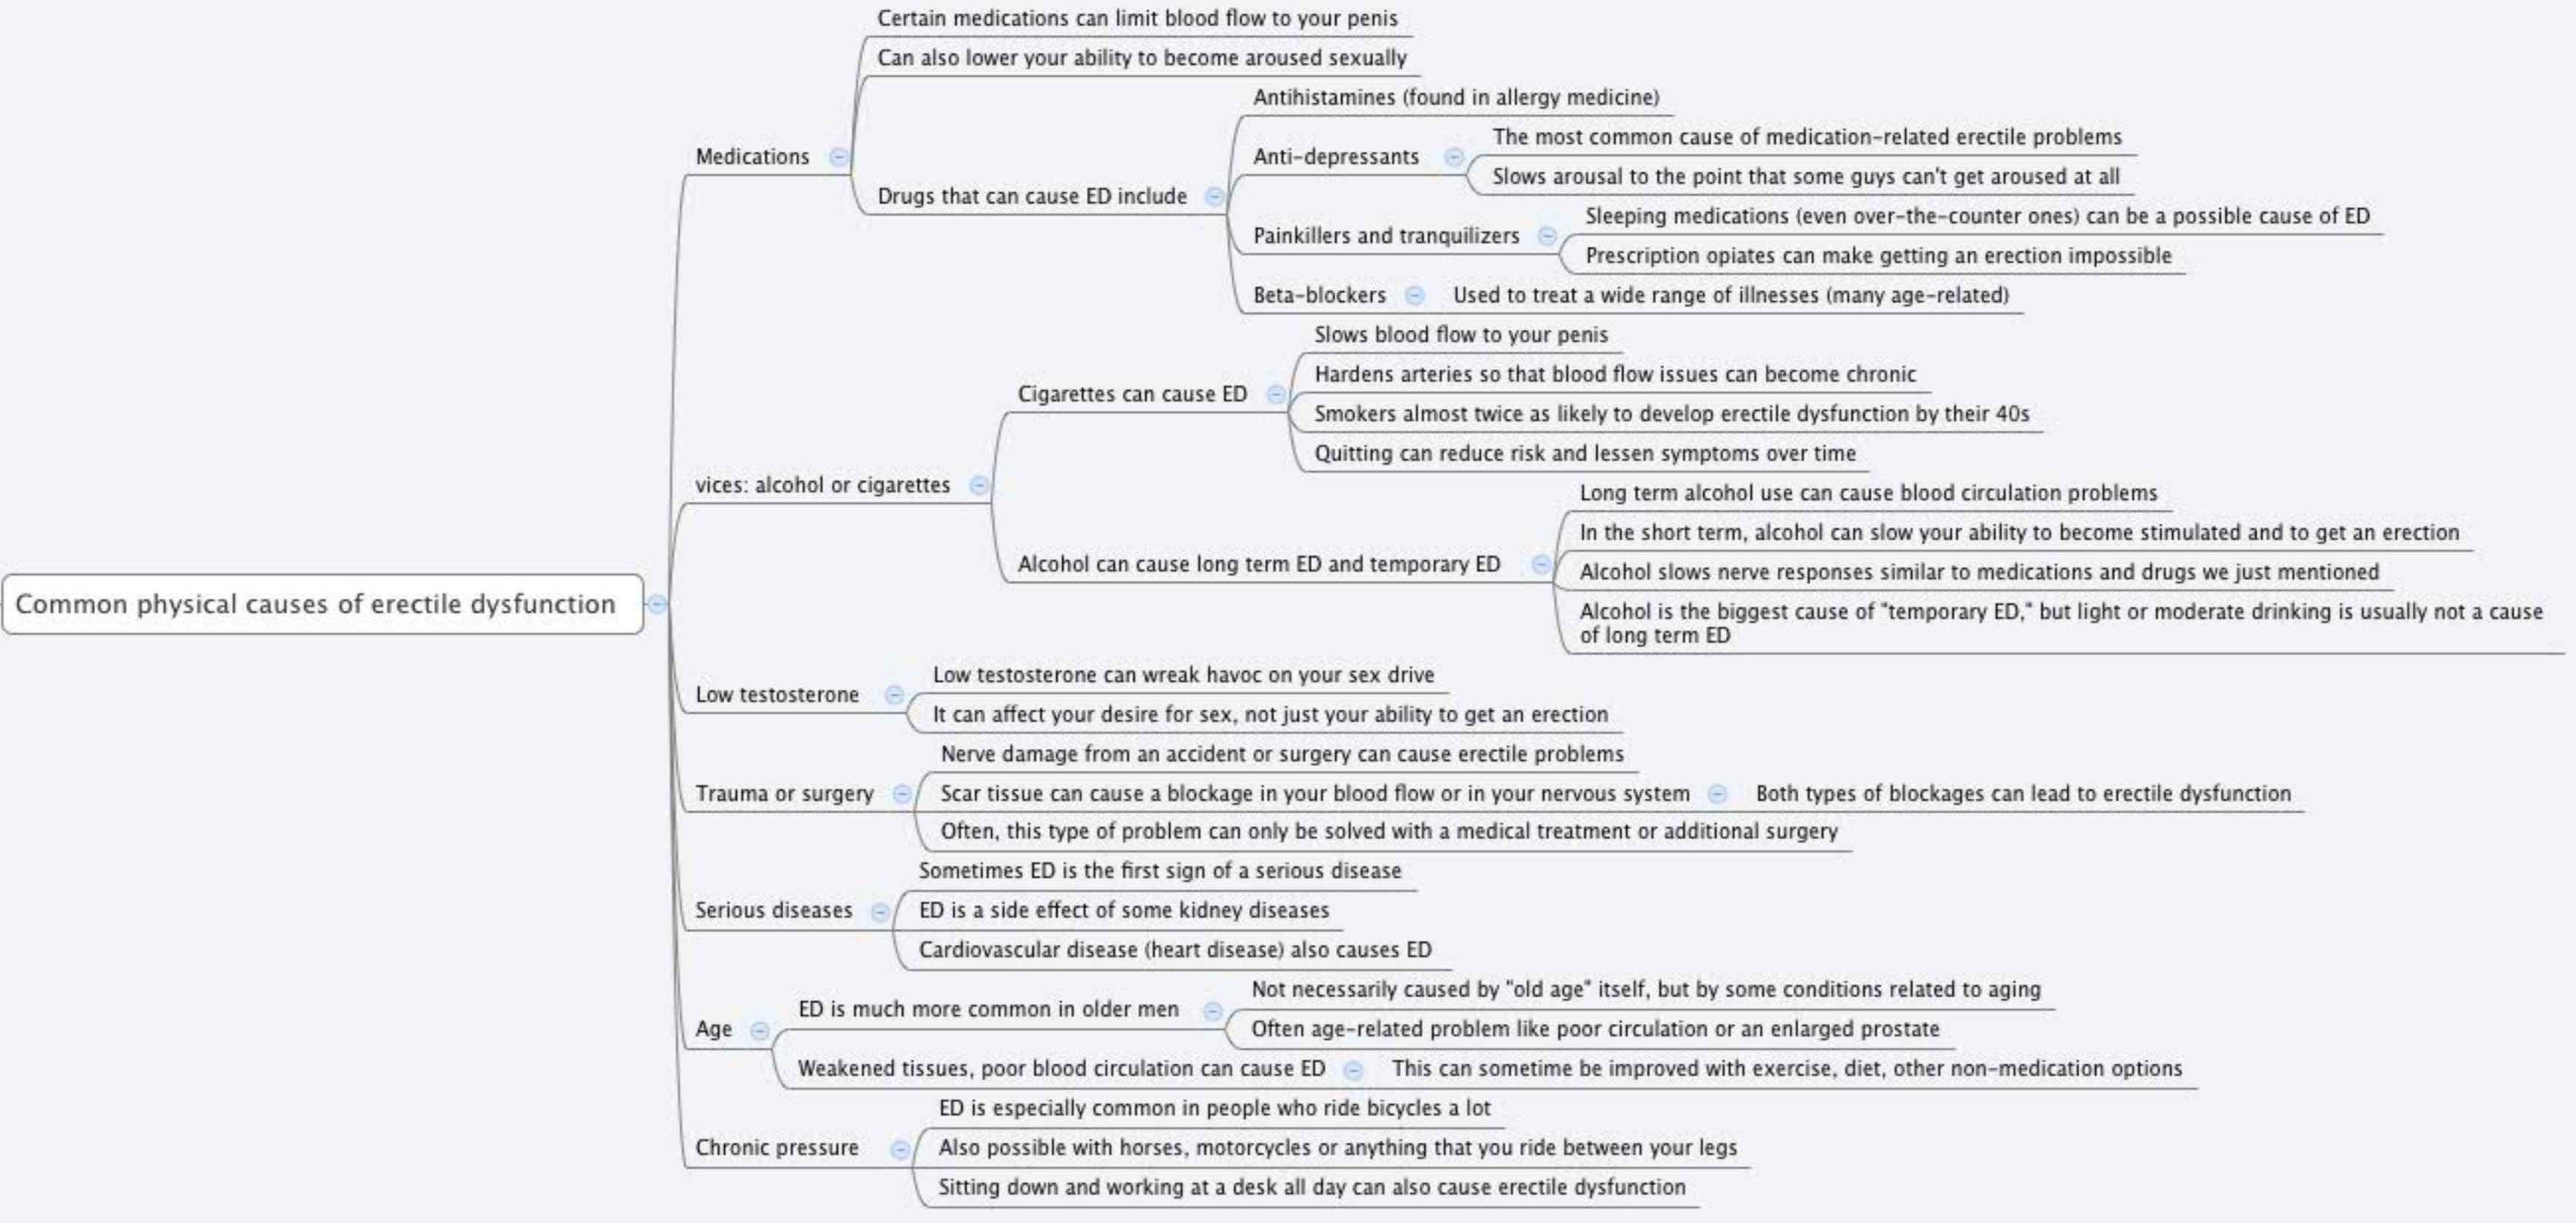 Certain medications can limit blood flow to your penis
Can also lower your ability to become aroused sexually
Antihistamines (found in allergy medicine)
The most common cause of medication-related erectile problems
Medications
Anti-depressants
Slows arousal to the point that some guys can't get aroused at all
Drugs that can cause ED include
Sleeping medications (even over-the-counter ones) can be a possible cause of ED
Painkillers and tranquilizers
Prescription opiates can make getting an erection impossible
Beta-blockers
Used to treat a wide range of illnesses (many age-related)
Slows blood flow to your penis
Hardens arteries so that blood flow issues can become chronic
Cigarettes can cause ED
Smokers almost twice as likely to develop erectile dysfunction by their 40s
Quitting can reduce risk and lessen symptoms over time
vices: alcohol or cigarettes
Long term alcohol use can cause blood circulation problems
In the short term, alcohol can slow your ability to become stimulated and to get an erection
Alcohol can cause long term ED and temporary ED
Alcohol slows nerve responses similar to medications and drugs we just mentioned
Alcohol is the biggest cause of "temporary ED," but light or moderate drinking is usually not a cause
of long term ED
Common physical causes of erectile dysfunction
Low testosterone can wreak havoc on your sex drive
Low testosterone
It can affect your desire for sex, not just your ability to get an erection
Nerve damage from an accident or surgery can cause erectile problems
Trauma or surgery
Scar tissue can cause a blockage in your blood flow or in your nervous system
Both types of blockages can lead to erectile dysfunction
Often, this type of problem can only be solved with a medical treatment or additional surgery
Sometimes ED is the first sign of a serious disease
Serious diseases
ED is a side effect of some kidney diseases
Cardiovascular disease (heart disease) also causes ED
Not necessarily caused by "old age" itself, but by some conditions related to aging
ED is much more common in older men
Age
Often age-related problem like poor circulation or an enlarged prostate
Weakened tissues, poor blood circulation can cause ED
This can sometime be improved with exercise, diet, other non-medication options
ED is especially common in people who ride bicycles a lot
Chronic pressure
Also possible with horses, motorcycles or anything that you ride between your legs
Sitting down and working at a desk all day can also cause erectile dysfunction